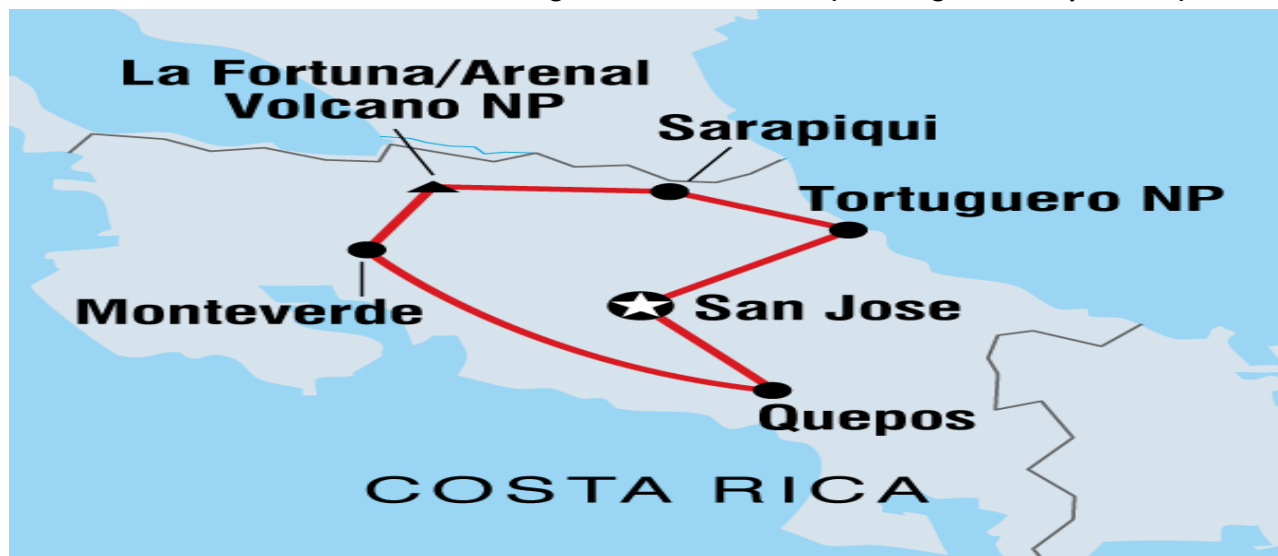 La Fortuna/Arenal
Volcano NP
Sarapiqui
Tortuguero NP
Monteverde
San Jose
Quepos
COSTA RICA